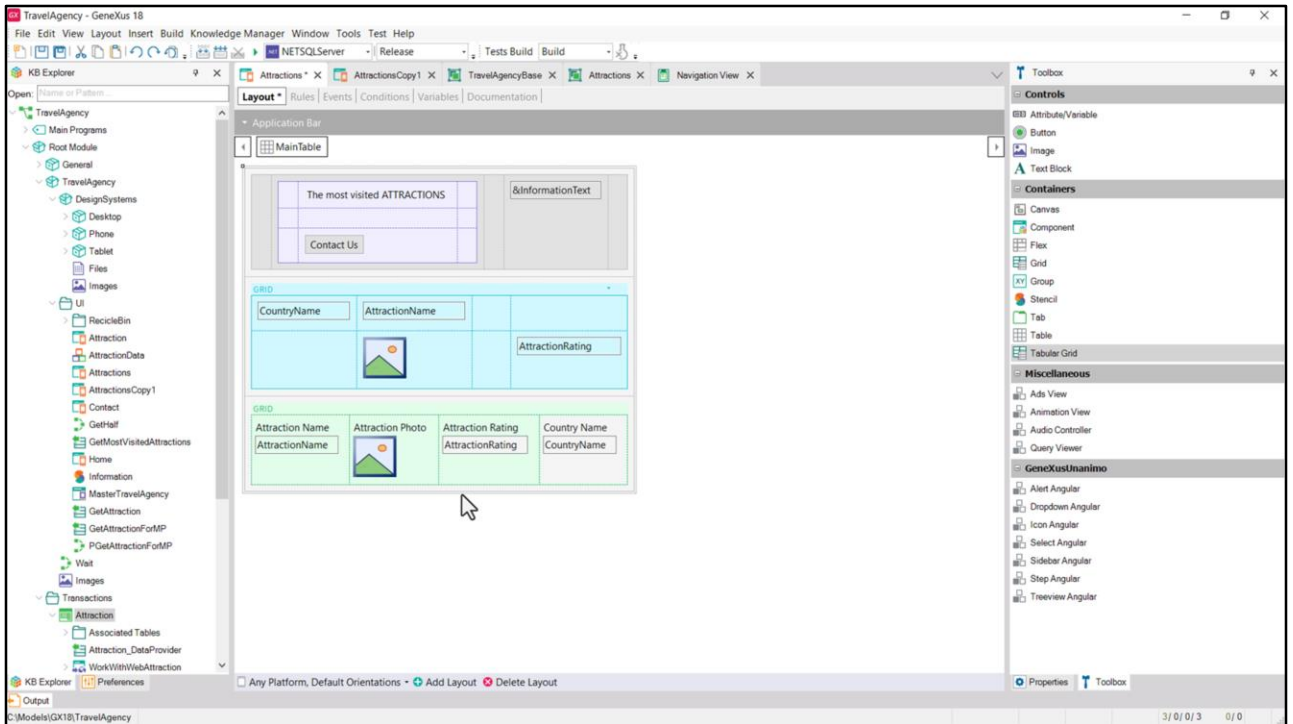 GX TravelAgency - GeneXus 18
File Edit View Layout Insert Build Knowledge Manager Window Tools Test Help
NETSQLServer Release Tests Build Build
KB Explorer
Open: Name or Pattern...
TravelAgency
Main Programs
Root Module
General
TravelAgency
DesignSystems
Desktop
Phone
Tablet
Files
Images
UI
RecicleBin
Attraction
AttractionData
Attractions
AttractionsCopy1
Contact
GetHalf
GetMostVisitedAttractions
Home
Information
MasterTravelAgency
GetAttraction
GetAttractionForMP
PGetAttractionForMP
Wait
Images
Transactions
Attraction
Associated Tables
Attraction_DataProvider
WorkWithWebAttraction
KB Explorer Preferences
Output
C:\Models\GX18\TravelAgency
Attractions * X AttractionsCopy1 X TravelAgencyBase X Attractions X Navigation View X
Layout * Rules Events Conditions Variables Documentation
Application Bar
MainTable
The most visited ATTRACTIONS
&InformationText
Contact Us
GRID
CountryName AttractionName
AttractionRating
GRID
Attraction Name Attraction Photo Attraction Rating Country Name
AttractionName AttractionRating CountryName
Any Platform, Default Orientations Add Layout Delete Layout
Toolbox
Controls
Attribute/Variable
Button
Image
A Text Block
Containers
Canvas
Component
Flex
Grid
XY Group
Stencil
Tab
Table
Tabular Grid
Miscellaneous
Ads View
Animation View
Audio Controller
Query Viewer
GeneXusUnanimo
Alert Angular
Dropdown Angular
Icon Angular
Select Angular
Sidebar Angular
Step Angular
Treeview Angular
Properties Toolbox
3/0/0/3 0/0